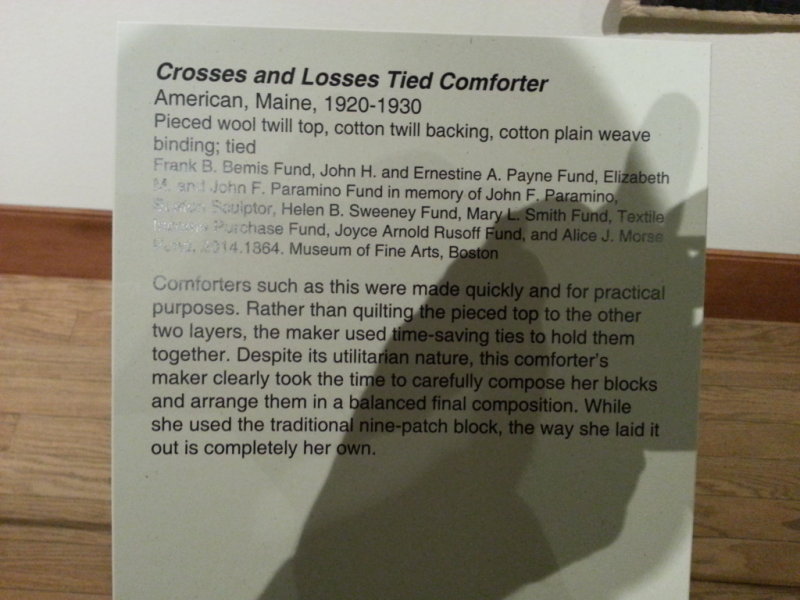 Crosses and Losses Tied Comforter
American, Maine, 1920-1930
Pieced wool twill top, cotton twill backing, cotton plain weave
binding; tied
Frank B. Bemis Fund, John H. and Ernestine A. Payne Fund, Elizabeth
M. and John F. Paramino Fund in memory of John F. Paramino,
Sculptor, Helen B. Sweeney Fund, Mary L. Smith Fund, Textile
Purchase Fund, Joyce Arnold Rusoff Fund, and Alice J. Morse
Fund, 2014.1864. Museum of Fine Arts, Boston
Comforters such as this were made quickly and for practical
purposes. Rather than quilting the pieced top to the other
two layers, the maker used time-saving ties to hold them
together. Despite its utilitarian nature, this comforter's
maker clearly took the time to carefully compose her blocks
and arrange them in a balanced final composition. While
she used the traditional nine-patch block, the way she laid it
out is completely her own.